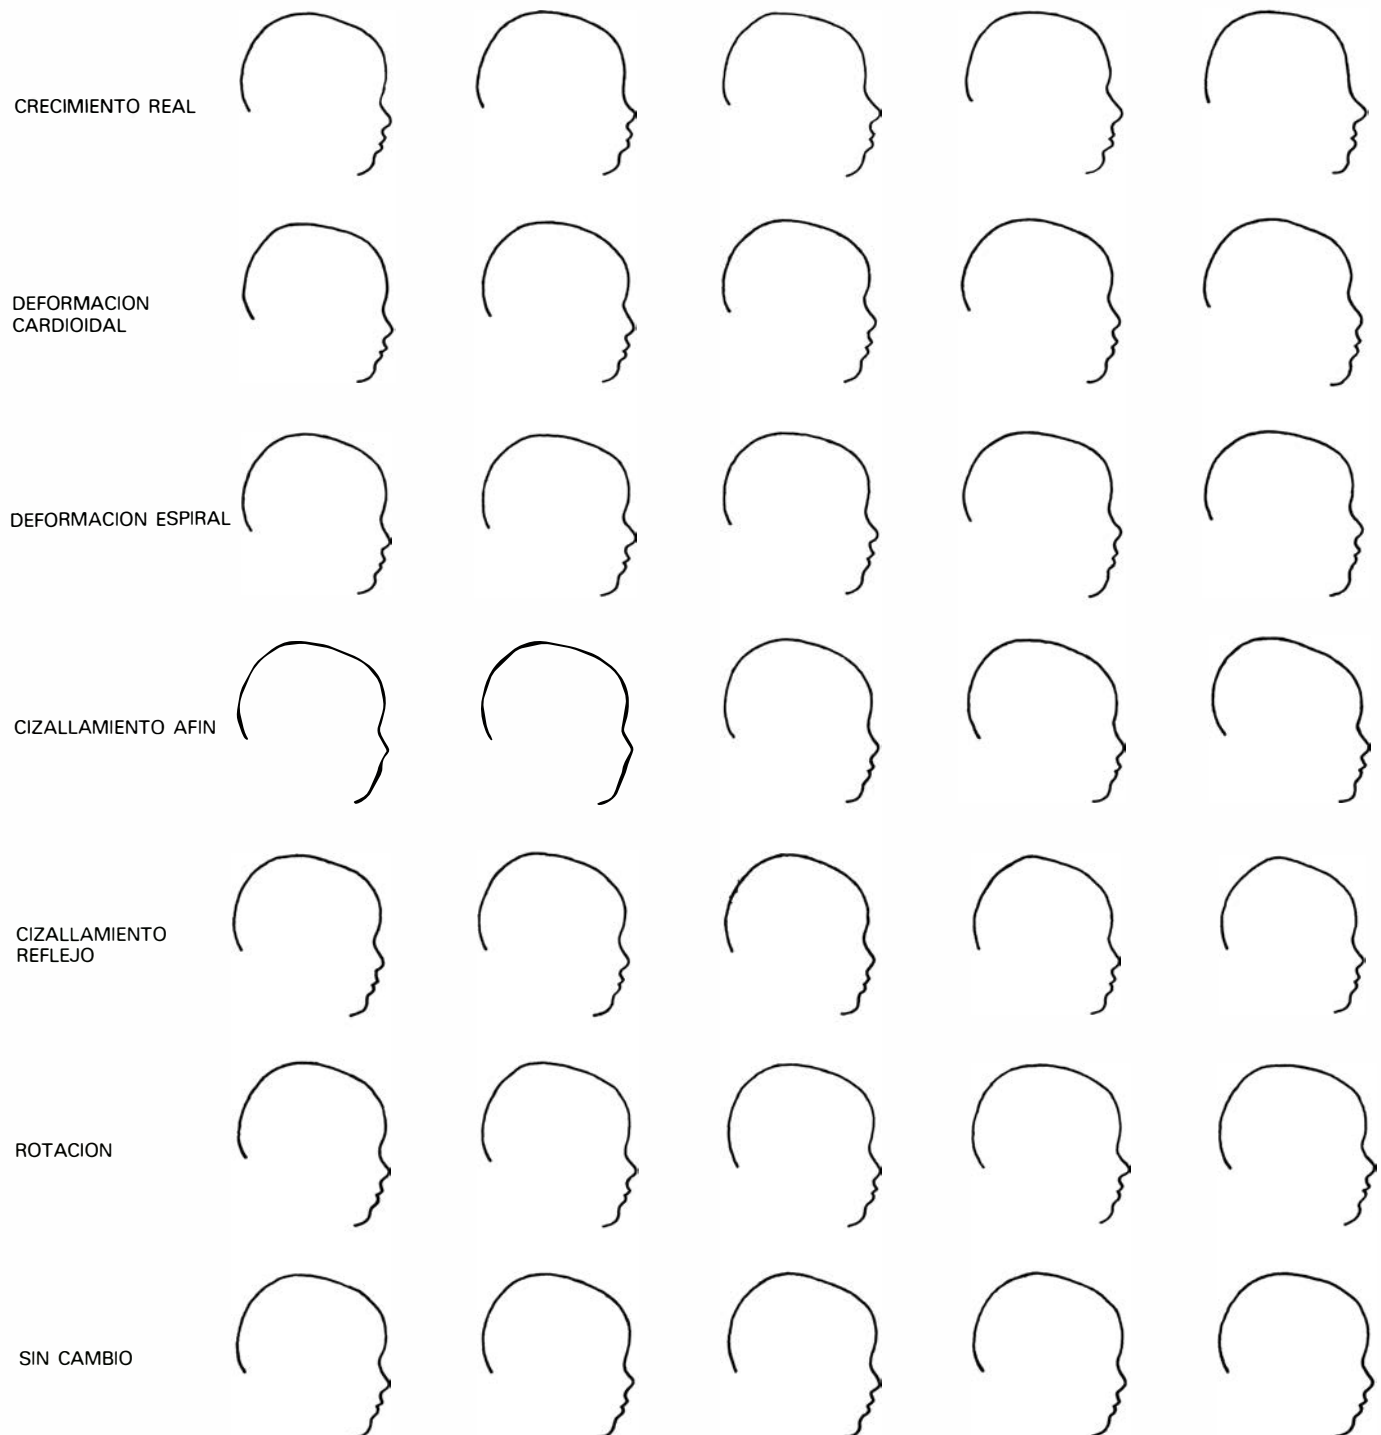 CRECIMIENTO REAL
DEFORMACION
CARDIOIDAL
DEFORMACION ESPIRAL
CIZALLAMIENTO AFIN
CIZALLAMIENTO
REFLEJO
ROTACION
SIN CAMBIO